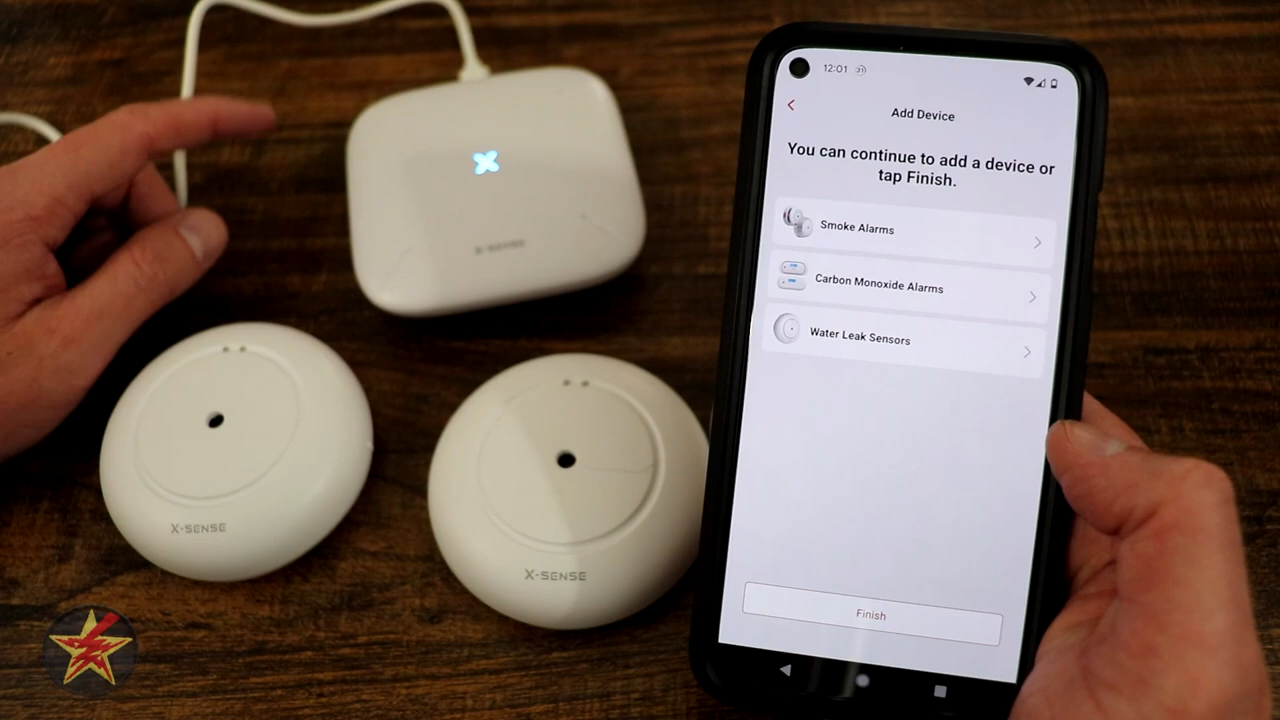 12:01
Add Device
You can continue to add a device or
tap Finish.
Smoke Alarms
Carbon Monoxide Alarms
Water Leak Sensors
Finish
X-SENSE
X-SENSE
X-SENSE